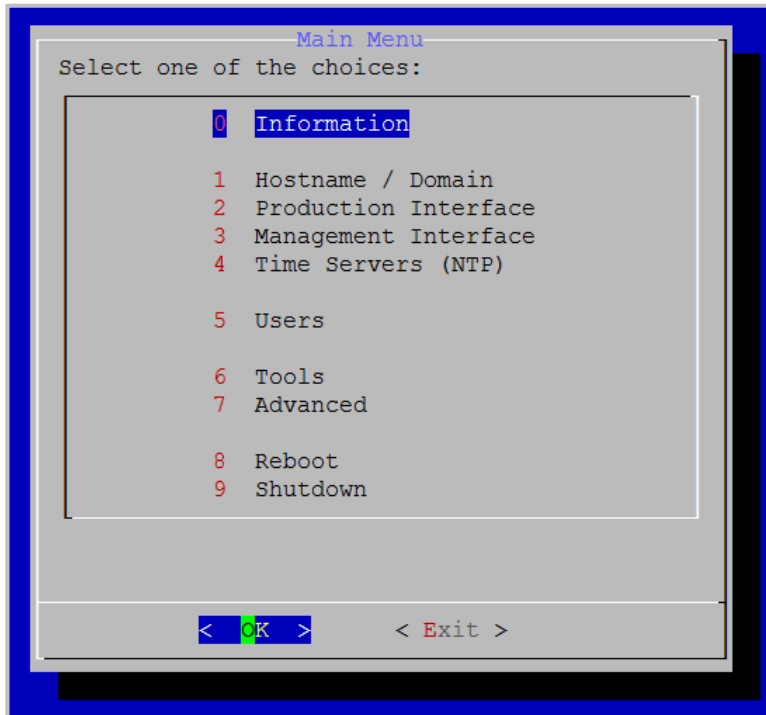 Main Menu
Select one of the choices:
0 Information
1 Hostname / Domain
2 Production Interface
3 Management Interface
4 Time Servers (NTP)
5 Users
6 Tools
7 Advanced
8 Reboot
9 Shutdown
< OK > < Exit >